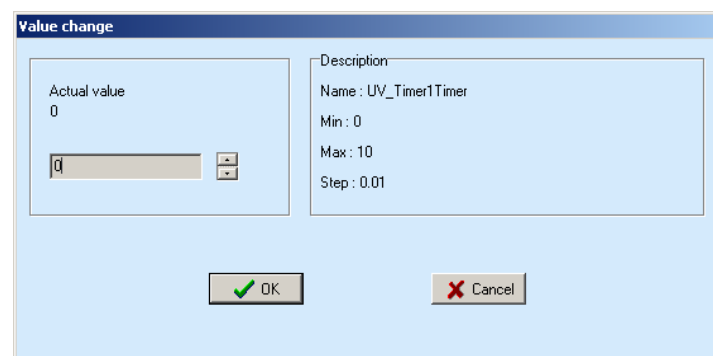 Value change
Actual value
0
0
Description
Name : UV_Timer1Timer
Min : 0
Max : 10
Step : 0.01
OK
Cancel